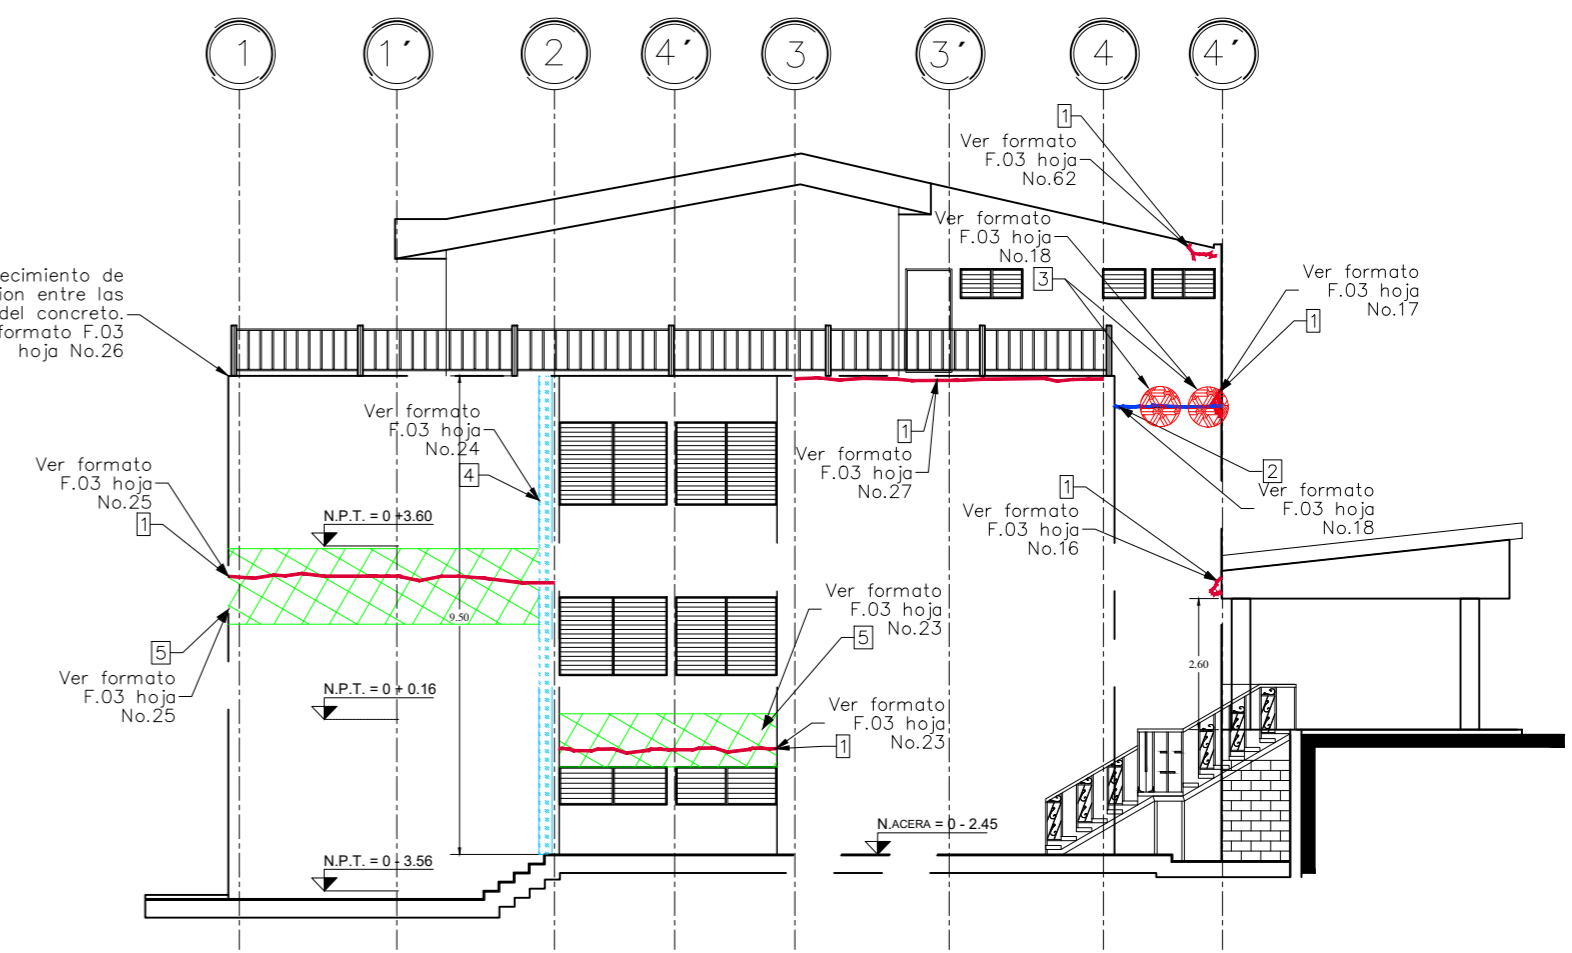 1
1´
2
4´
3
3´
4
4´
1
Ver formato
F.03 hoja
No.62
Ver formato
F.03 hoja
No.18
3
Ver formato
F.03 hoja
No.17
1
ecimiento de
ion entre las
del concreto.
formato F.03
hoja No.26
Ver formato
F.03 hoja
No.24
4
1
Ver formato
F.03 hoja
No.27
2
Ver formato
F.03 hoja
No.18
Ver formato
F.03 hoja
No.25
1
1
Ver formato
F.03 hoja
No.16
N.P.T. = 0 +3.60
9.50
Ver formato
F.03 hoja
No.23
5
5
Ver formato
F.03 hoja
No.25
2.60
N.P.T. = 0 + 0.16
Ver formato
F.03 hoja
No.23
1
N.ACERA = 0 - 2.45
N.P.T. = 0 - 3.56